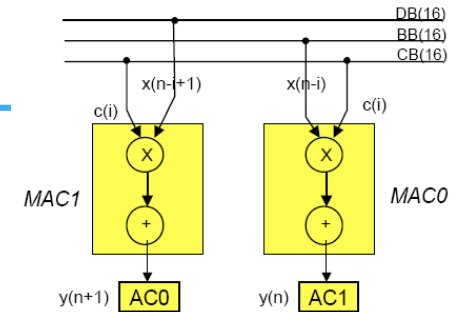 DB(16)
BB(16)
CB(16)
x(n-i+1)
x(n-i)
c(i)
c(i)
X
X
MAC1
MAC0
+
+
y(n+1)
AC0
y(n)
AC1